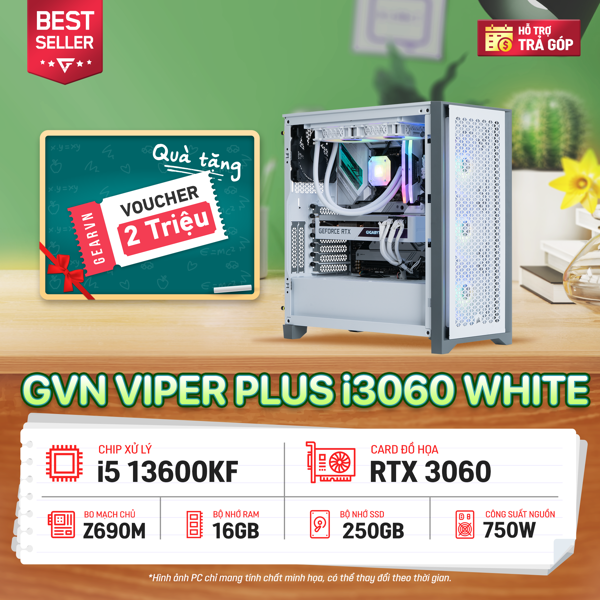 BEST
SELLER
HỖ TRỢ
TRẢ GÓP
Quà tặng
GEARVN
VOUCHER
2 Triệu
GEFORCE RTX
GVN VIPER PLUS i3060 WHITE
CHIP XỬ LÝ
i5 13600KF
CARD ĐỒ HỌA
RTX 3060
BO MẠCH CHỦ
Z690M
BỘ NHỚ RAM
16GB
BỘ NHỚ SSD
250GB
CÔNG SUẤT NGUỒN
750W
*Hình ảnh PC chỉ mang tính chất minh họa, có thể thay đổi theo thời gian.